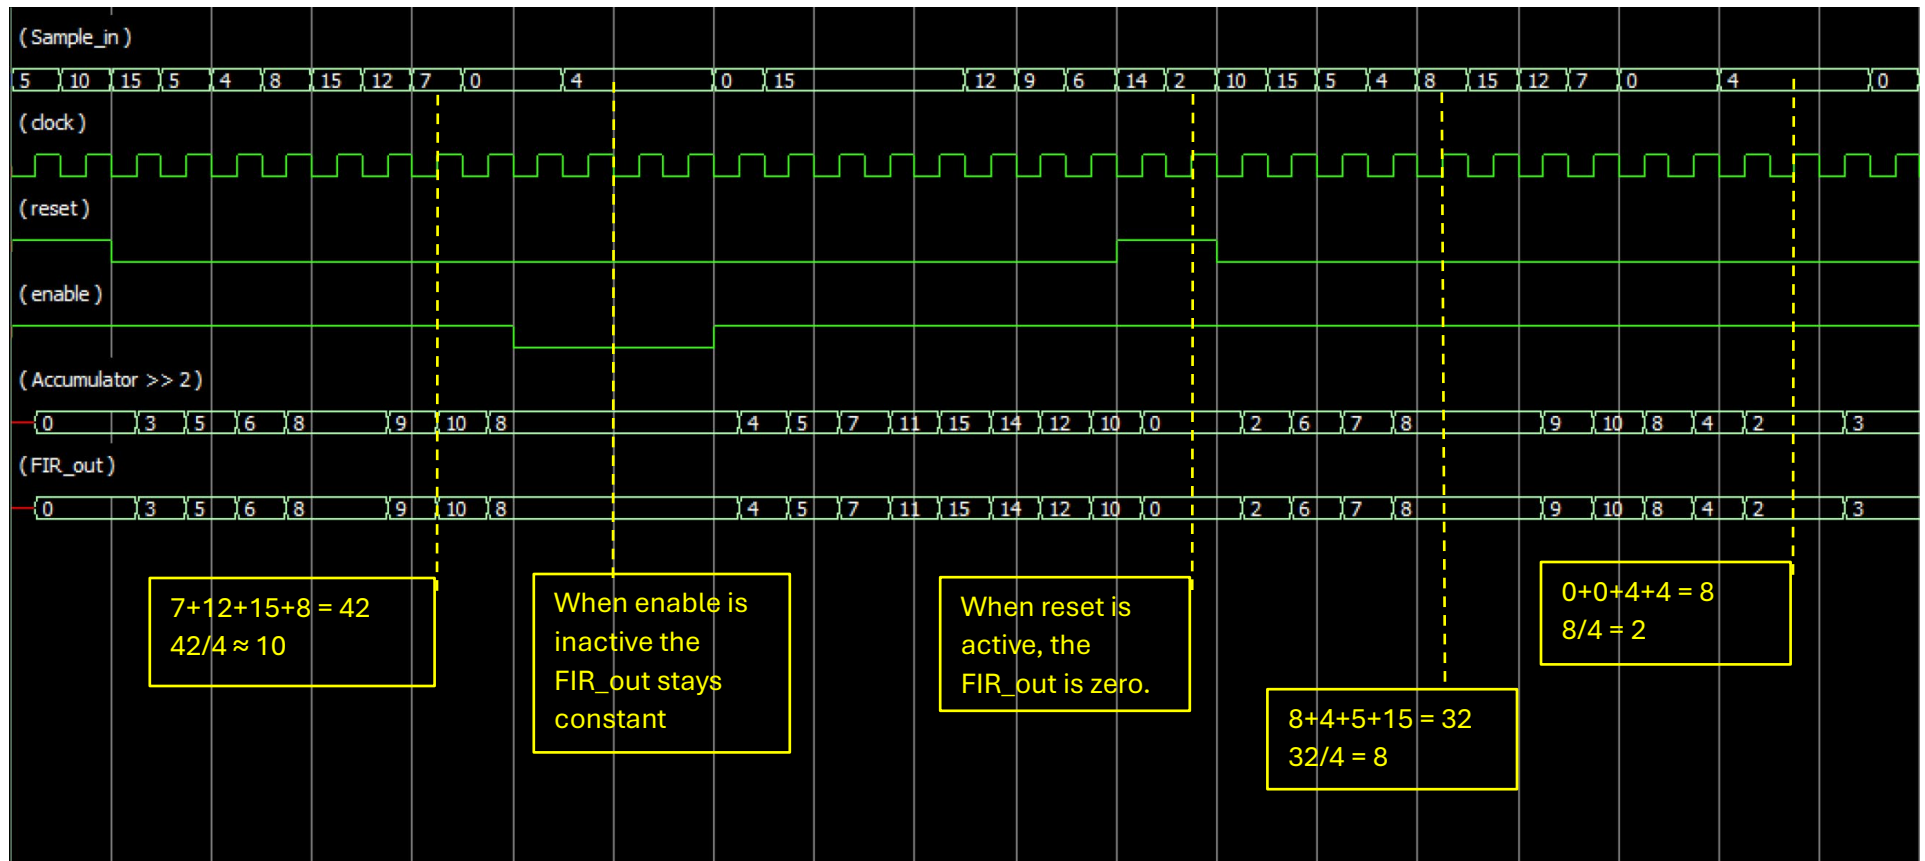 ( Sample_in )
5 10 15 5 4 8 15 12 7 0 4 0 15 12 9 6 14 2 10 15 5 4 8 15 12 7 0 4 0
( clock )
( reset )
( enable )
( Accumulator >> 2 )
0 3 5 6 8 9 10 8 4 5 7 11 15 14 12 10 0 2 6 7 8 9 10 8 4 2 3
( FIR_out )
0 3 5 6 8 9 10 8 4 5 7 11 15 14 12 10 0 2 6 7 8 9 10 8 4 2 3
7+12+15+8 = 42
42/4 ≈ 10
When enable is
inactive the
FIR_out stays
constant
When reset is
active, the
FIR_out is zero.
8+4+5+15 = 32
32/4 = 8
0+0+4+4 = 8
8/4 = 2